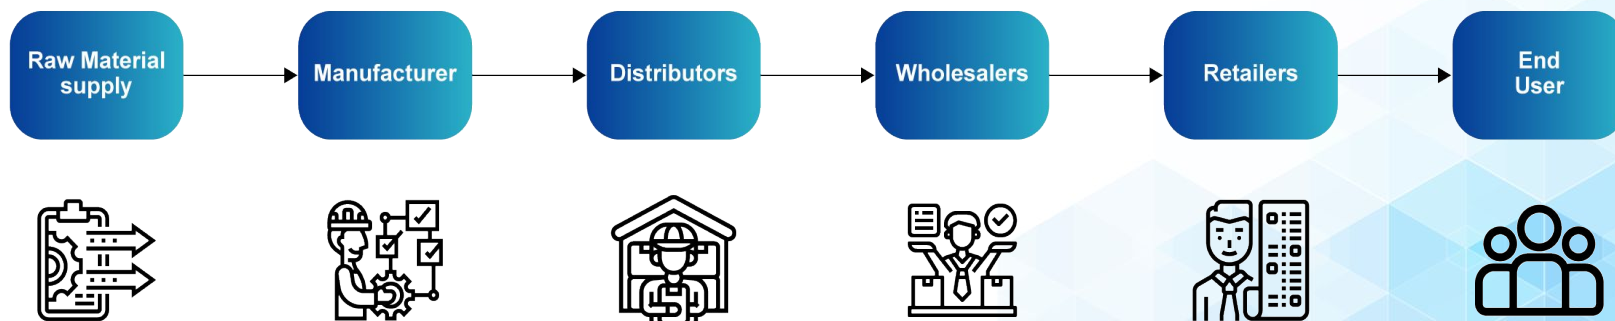 Raw Material
supply
Manufacturer
Distributors
Wholesalers
Retailers
End
User